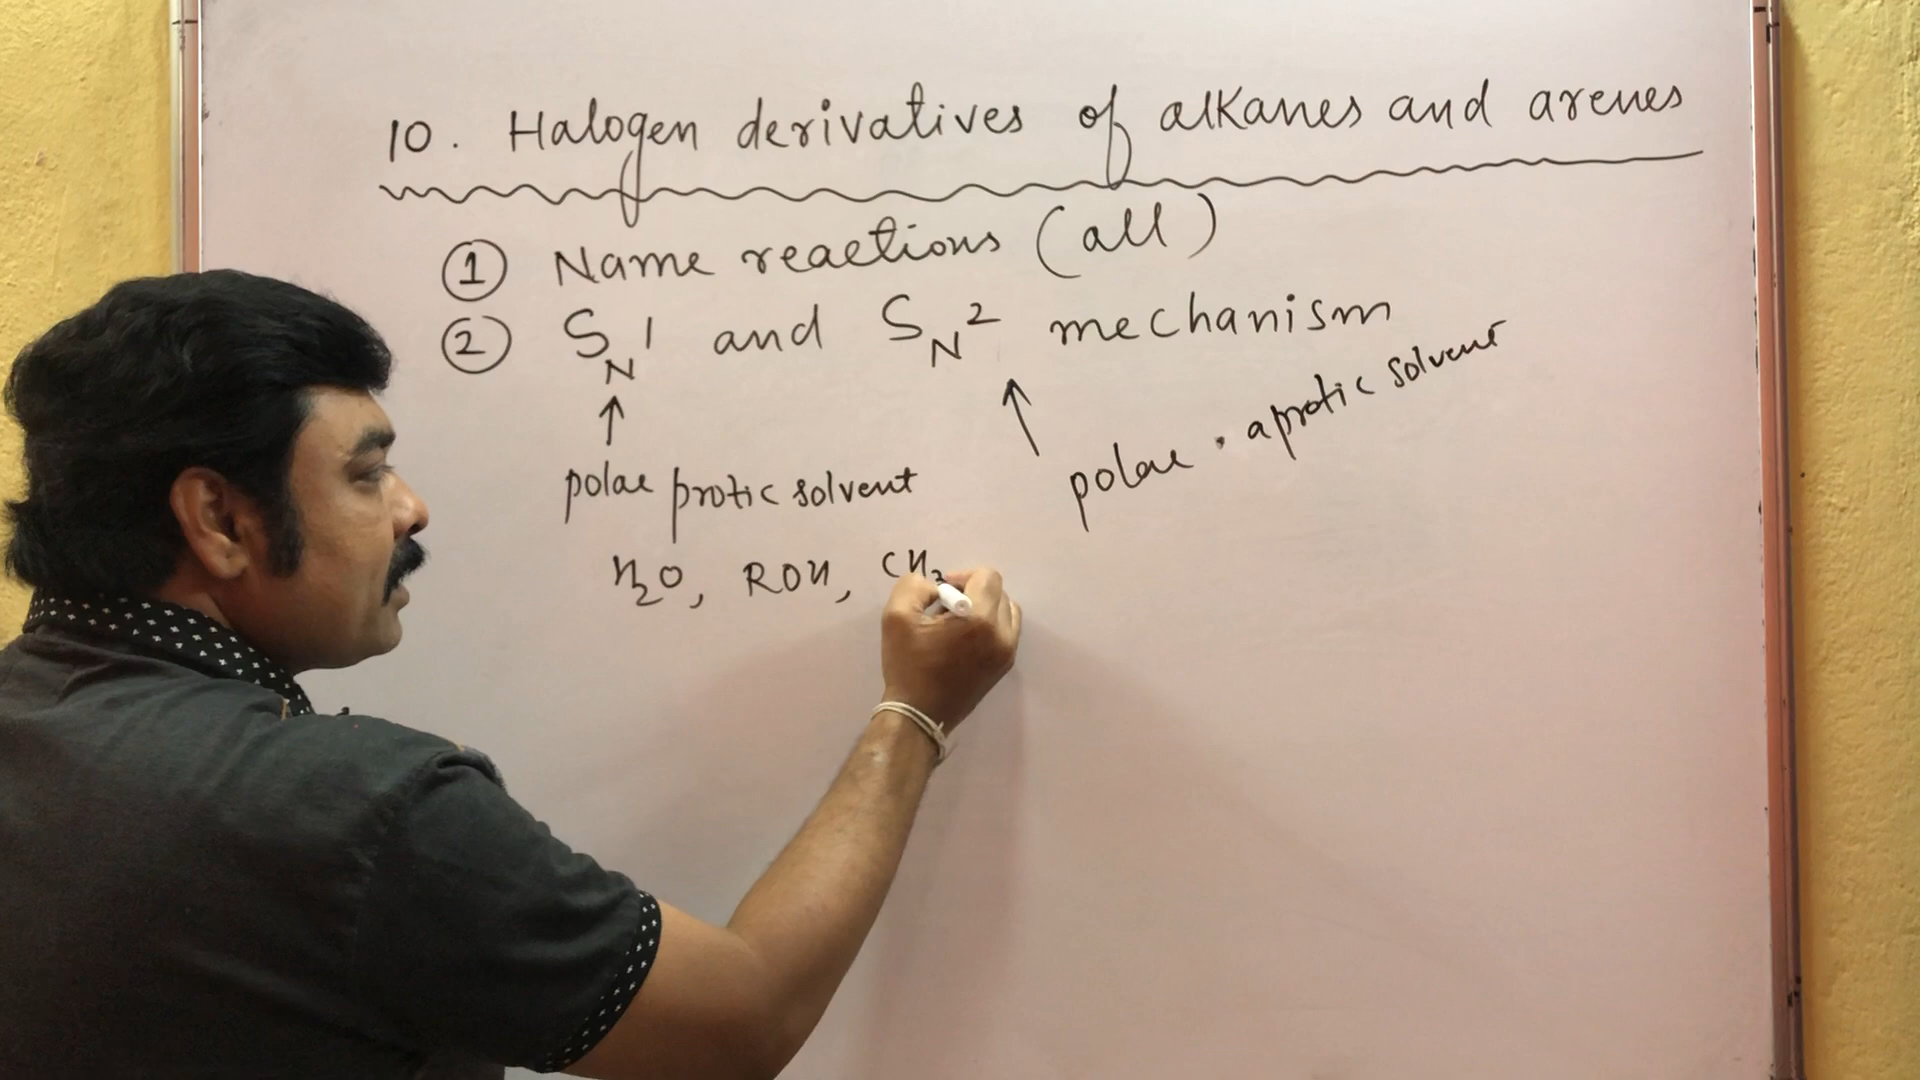 10. Halogen derivatives of alkanes and arenes
① Name reactions (all)
② SN1 and SN2 mechanism
↑ ↑
polar protic solvent
polar aprotic solvent
H2O, ROH, CH3